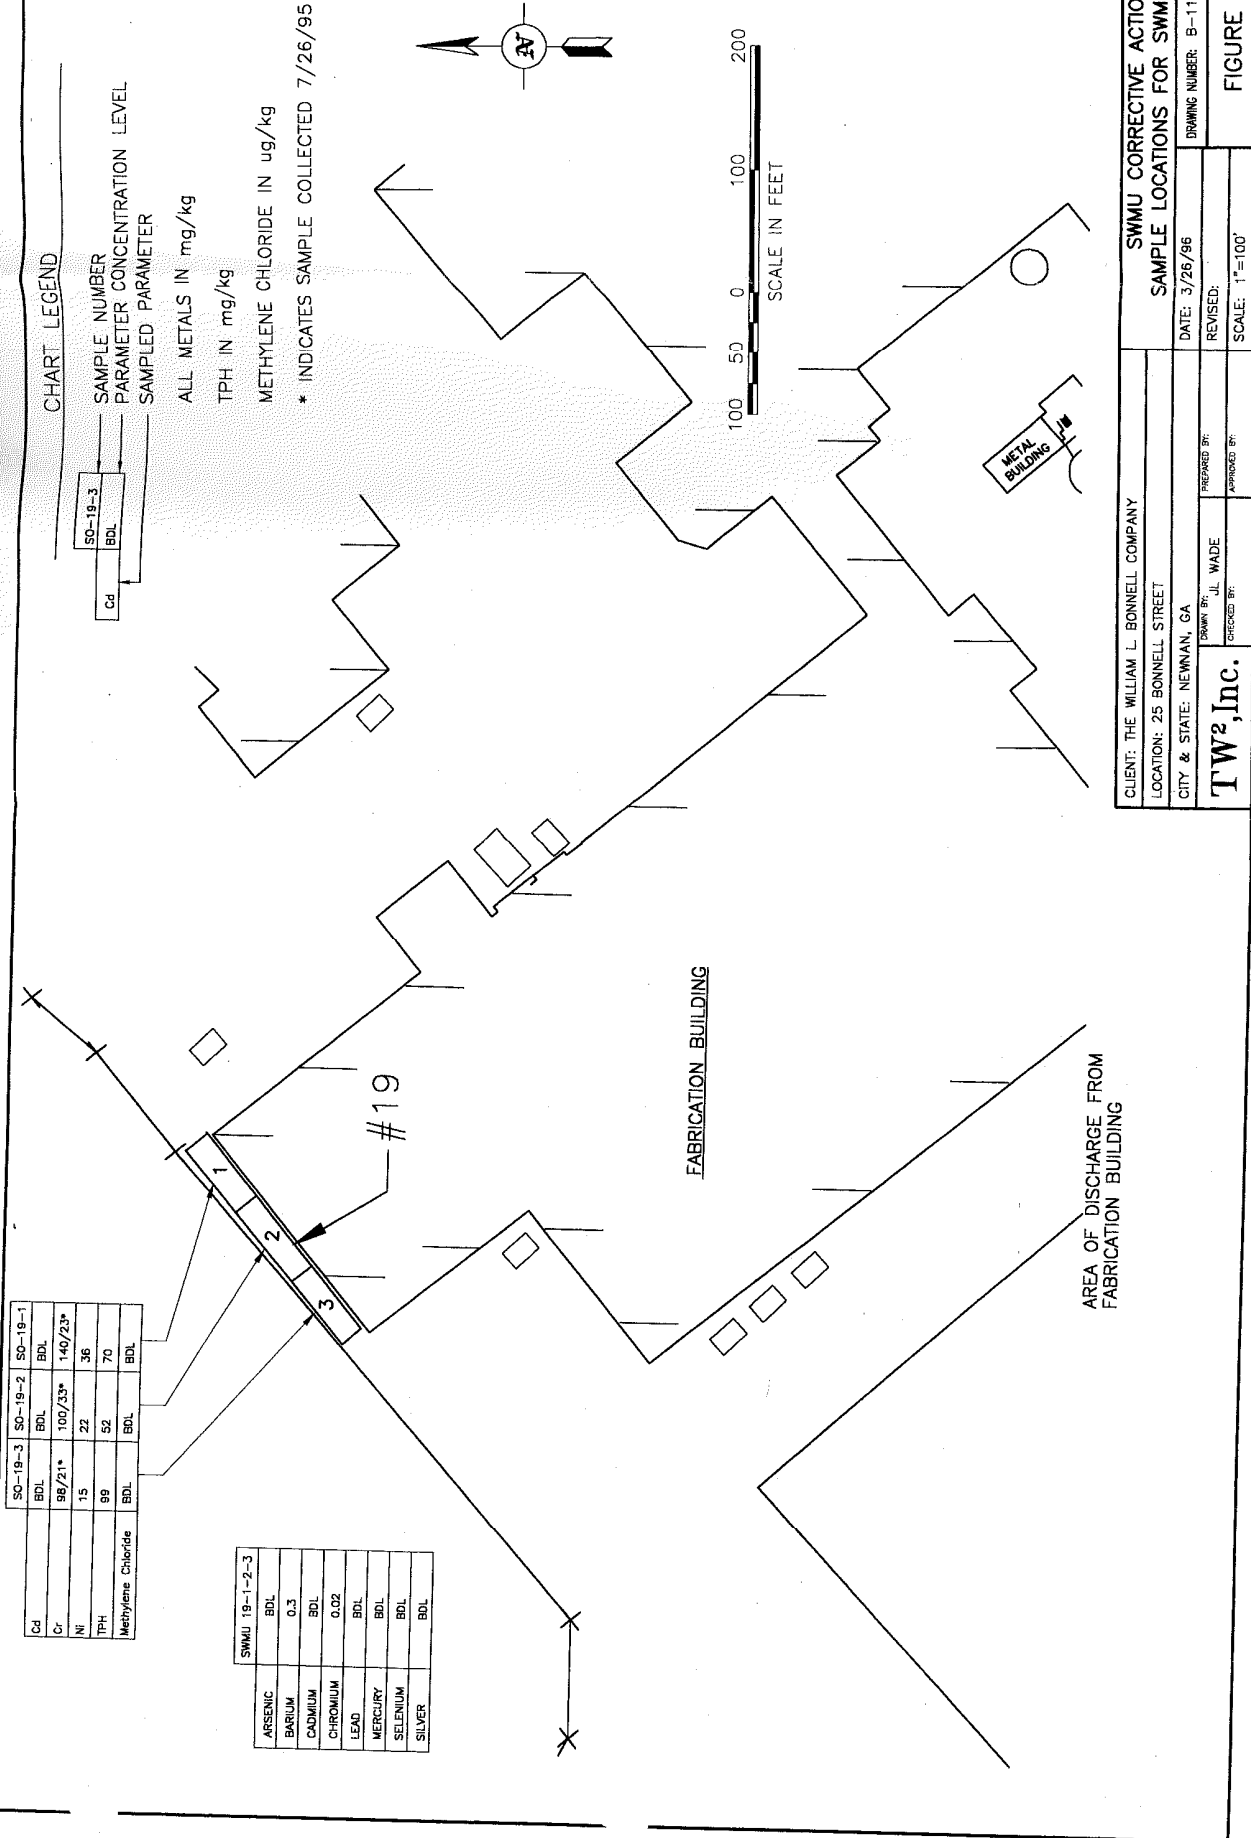 SO-19-3 SO-19-2 SO-19-1
Cd BDL BDL BDL
Cr 98/21* 100/33* 140/23*
Ni 15 22 36
TPH 99 52 70
Methylene Chloride BDL BDL BDL
SWMU 19-1-2-3
ARSENIC BDL
BARIUM 0.3
CADMIUM BDL
CHROMIUM 0.02
LEAD BDL
MERCURY BDL
SELENIUM BDL
SILVER BDL
1
2
3
#19
CHART LEGEND
SO-19-3
Cd BDL
SAMPLE NUMBER
PARAMETER CONCENTRATION LEVEL
SAMPLED PARAMETER
ALL METALS IN mg/kg
TPH IN mg/kg
METHYLENE CHLORIDE IN ug/kg
* INDICATES SAMPLE COLLECTED 7/26/95
N
FABRICATION BUILDING
100 50 0 100 200
SCALE IN FEET
METAL
BUILDING
AREA OF DISCHARGE FROM
FABRICATION BUILDING
CLIENT: THE WILLIAM L. BONNELL COMPANY
LOCATION: 25 BONNELL STREET
CITY & STATE: NEWNAN, GA
TW²,Inc.
DRAWN BY: JL WADE
CHECKED BY:
PREPARED BY:
APPROVED BY:
SWMU CORRECTIVE ACTIO
SAMPLE LOCATIONS FOR SWM
DATE: 3/26/96
REVISED:
SCALE: 1"=100'
DRAWING NUMBER: B-11
FIGURE